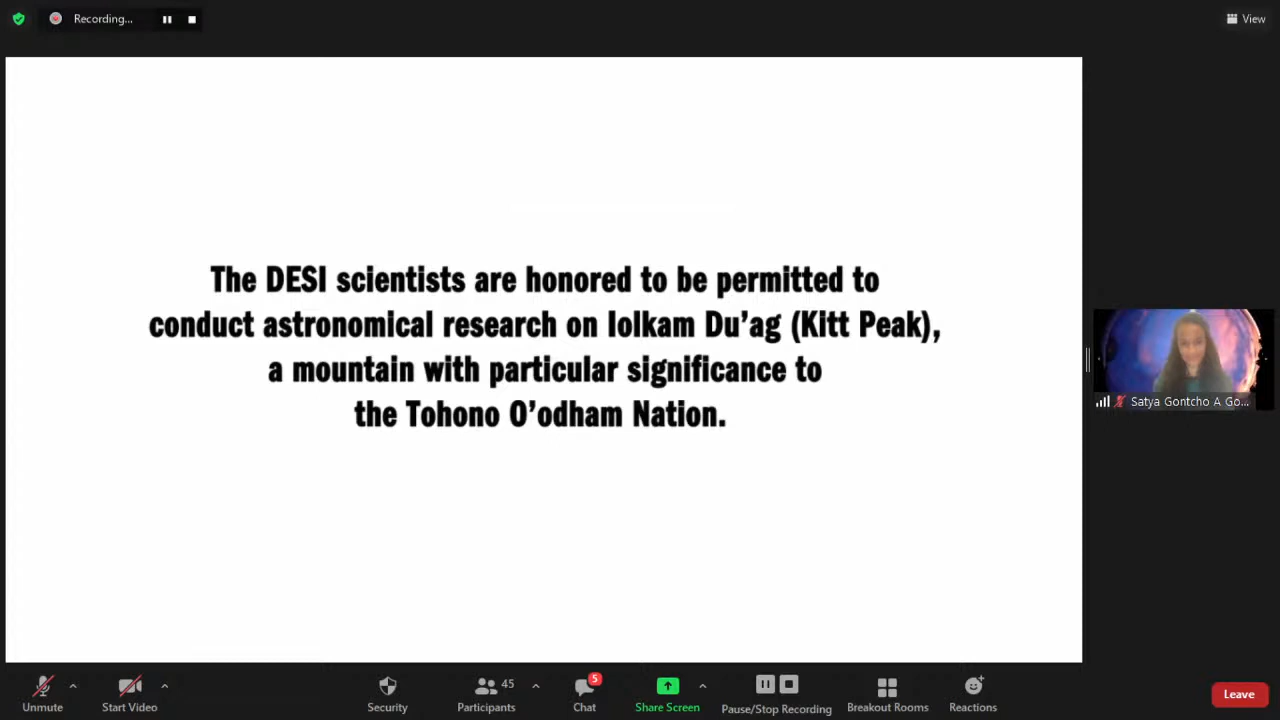 Recording...
View
The DESI scientists are honored to be permitted to
conduct astronomical research on Iolkam Du’ag (Kitt Peak),
a mountain with particular significance to
the Tohono O’odham Nation.
Satya Gontcho A Go...
Unmute
Start Video
Security
45
Participants
5
Chat
Share Screen
Pause/Stop Recording
Breakout Rooms
Reactions
Leave